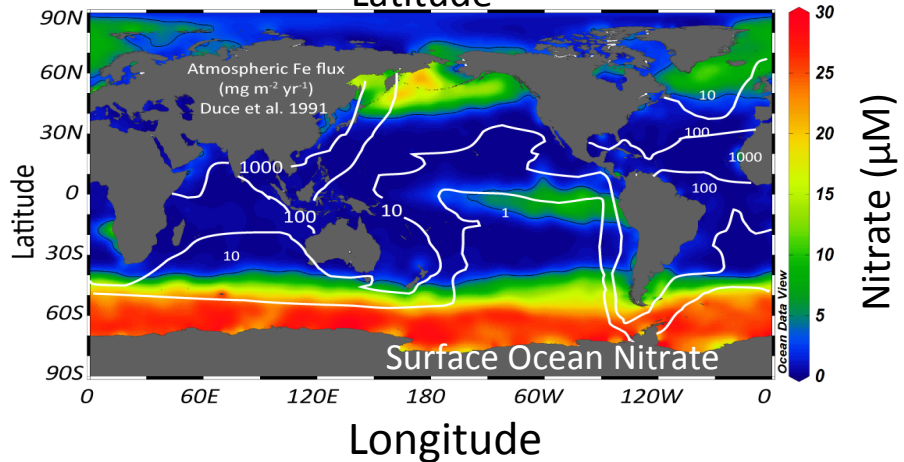 Latitude
90N
60N
30N
0
30S
60S
90S
Latitude
Atmospheric Fe flux
(mg m⁻² yr⁻¹)
Duce et al. 1991
1000
100
10
10
1
10
100
1000
100
Surface Ocean Nitrate
Ocean Data View
0
60E
120E
180
60W
120W
0
Longitude
30
25
20
15
10
5
0
Nitrate (µM)